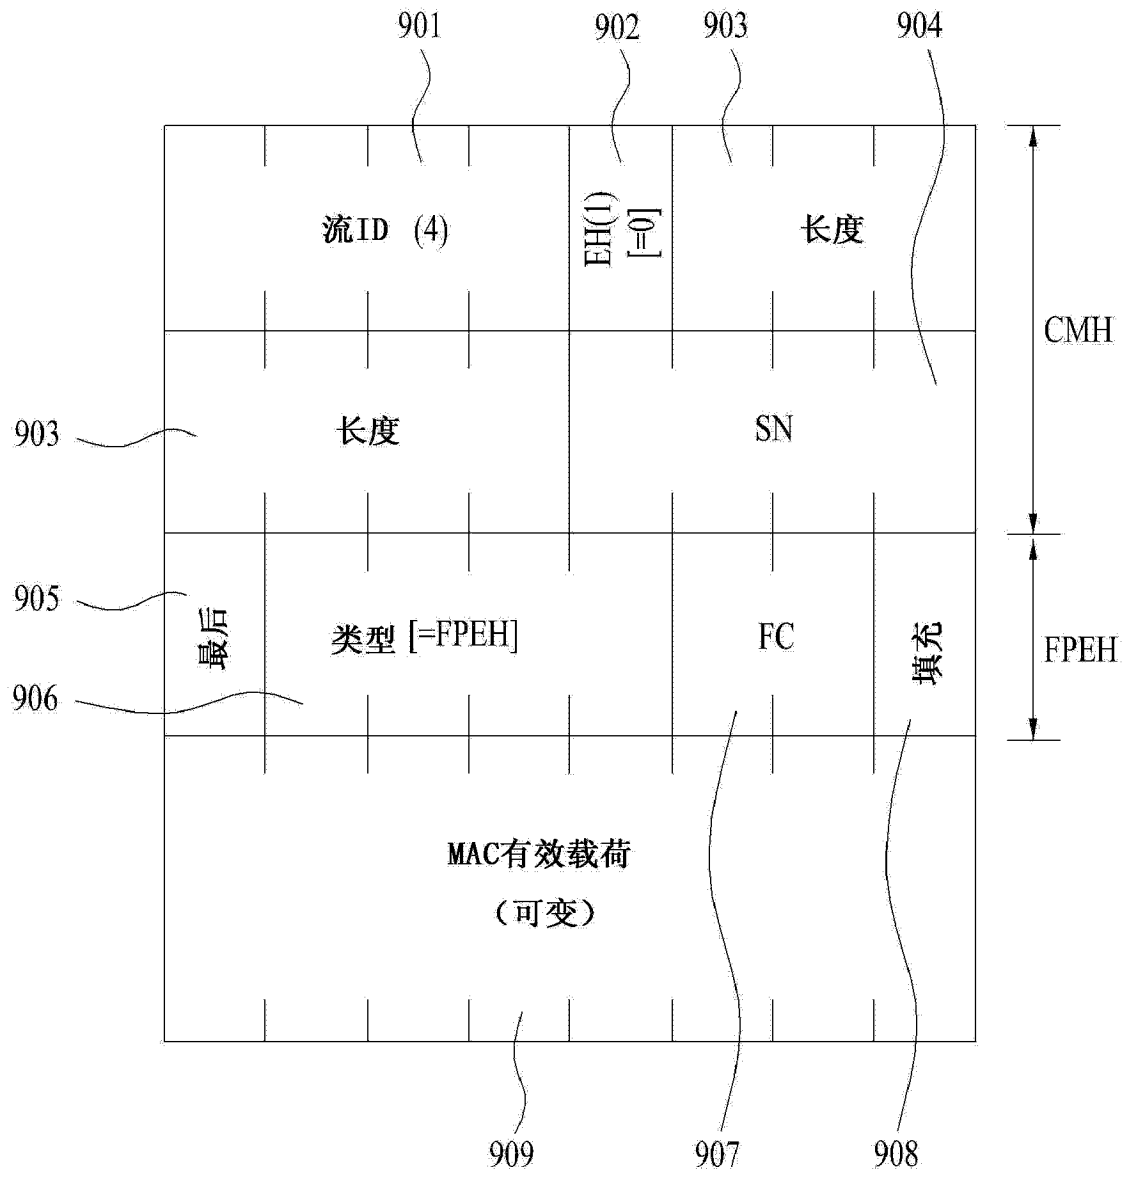 901
902
903
904
流ID (4)
EH(1)
[=0]
长度
CMH
903
长度
SN
905
最后
类型 [=FPEH]
FC
填充
FPEH
906
MAC有效载荷
（可变）
909
907
908